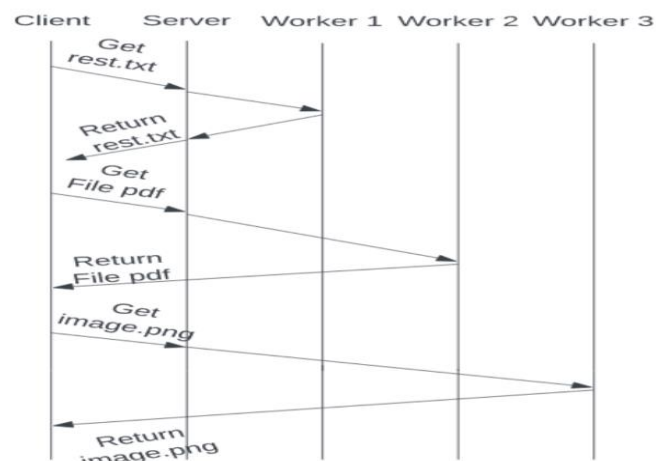 Client Server Worker 1 Worker 2 Worker 3
Get
rest.txt
Return
rest.txt
Get
File pdf
Return
File pdf
Get
image.png
Return
image.png